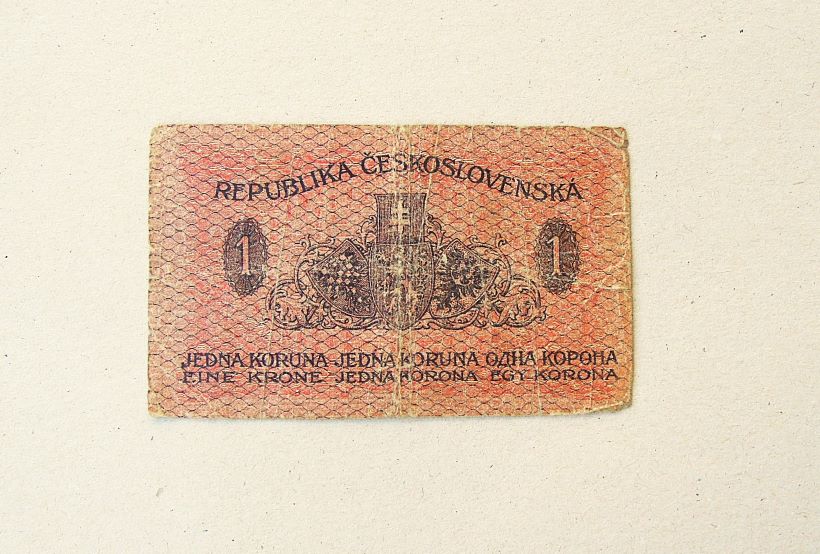 REPUBLIKA ČESKOSLOVENSKÁ
1 1
JEDNA KORUNA JEDNA KORUNA ОДНА КОРОНА
EINE KRONE JEDNA KORONA EGY KORONA